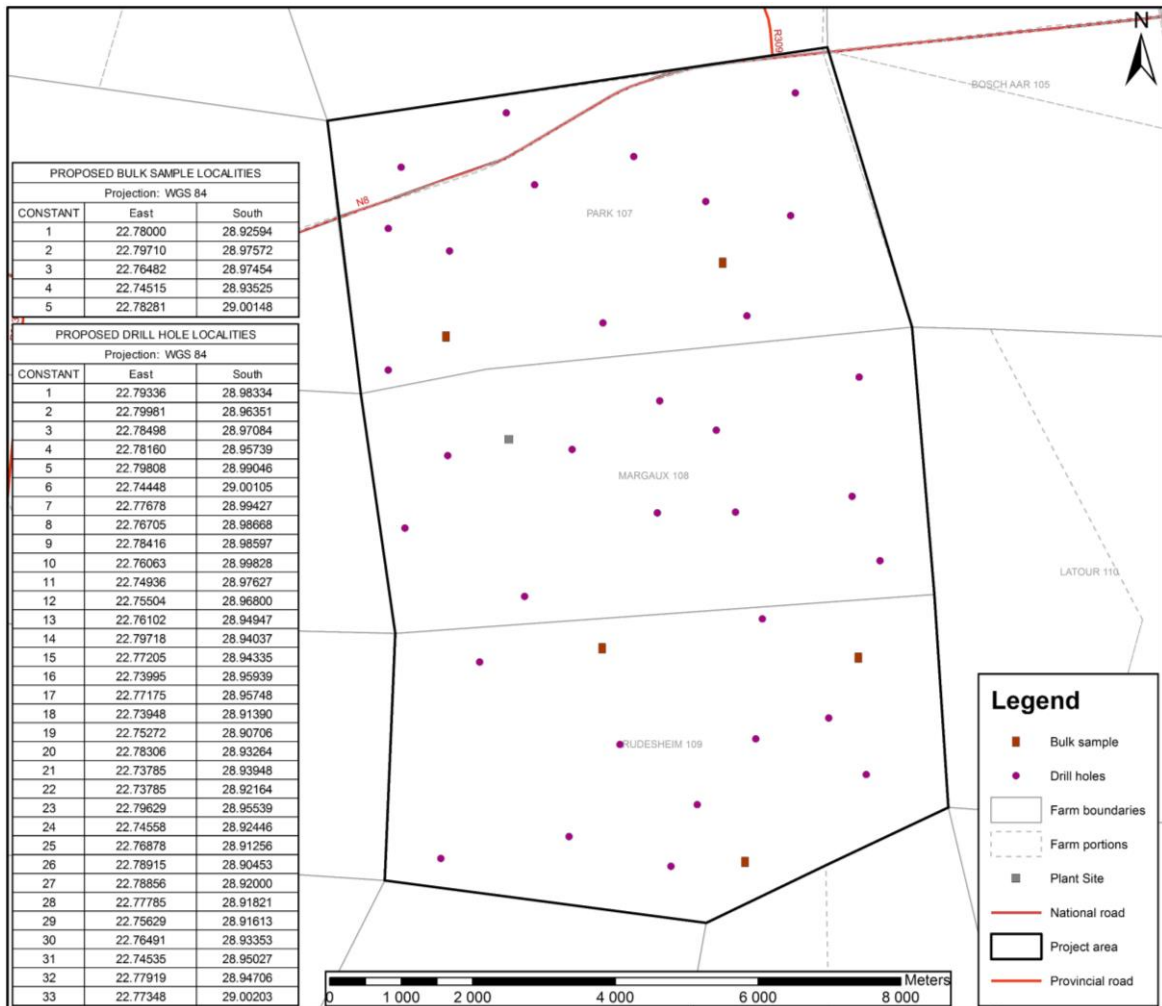 N
R309
BOSCH AAR 105
N8
PARK 107
PROPOSED BULK SAMPLE LOCALITIES
Projection: WGS 84
CONSTANT East South
1 22.78000 28.92594
2 22.79710 28.97572
3 22.76482 28.97454
4 22.74515 28.93525
5 22.78281 29.00148
PROPOSED DRILL HOLE LOCALITIES
Projection: WGS 84
CONSTANT East South
1 22.79336 28.98334
2 22.79981 28.96351
3 22.78498 28.97084
4 22.78160 28.95739
5 22.79808 28.99046
6 22.74448 29.00105
7 22.77678 28.99427
8 22.76705 28.98668
9 22.78416 28.98597
10 22.76063 28.99828
11 22.74936 28.97627
12 22.75504 28.96800
13 22.76102 28.94947
14 22.79718 28.94037
15 22.77205 28.94335
16 22.73995 28.95939
17 22.77175 28.95748
18 22.73948 28.91390
19 22.75272 28.90706
20 22.78306 28.93264
21 22.73785 28.93948
22 22.73785 28.92164
23 22.79629 28.95539
24 22.74558 28.92446
25 22.76878 28.91256
26 22.78915 28.90453
27 22.78856 28.92000
28 22.77785 28.91821
29 22.75629 28.91613
30 22.76491 28.93353
31 22.74535 28.95027
32 22.77919 28.94706
33 22.77348 29.00203
MARGAUX 108
LATOUR 110
RUDESHEIM 109
Legend
Bulk sample
Drill holes
Farm boundaries
Farm portions
Plant Site
National road
Project area
Provincial road
Meters
0 1 000 2 000 4 000 6 000 8 000